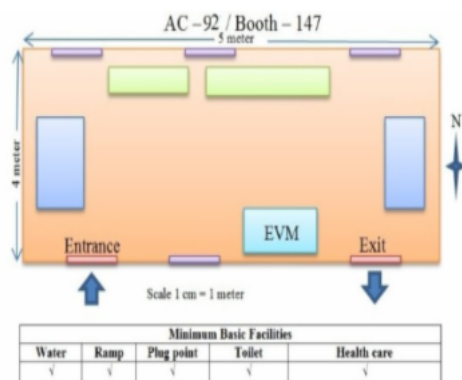 AC –92 / Booth – 147
5 meter
4 meter
N
EVM
Entrance
Exit
Scale 1 cm = 1 meter
Minimum Basic Facilities
Water Ramp Plug point Toilet Health care
√ √ √ √ √